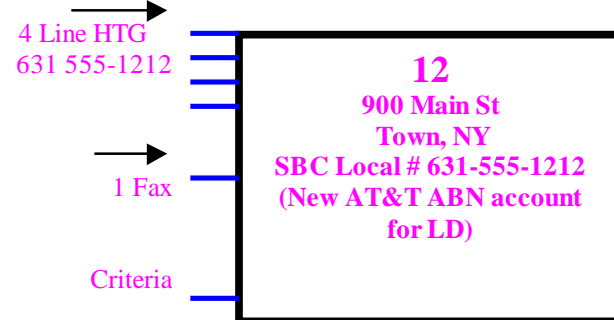 4 Line HTG
631 555-1212
1 Fax
Criteria
12
900 Main St
Town, NY
SBC Local # 631-555-1212
(New AT&T ABN account
for LD)